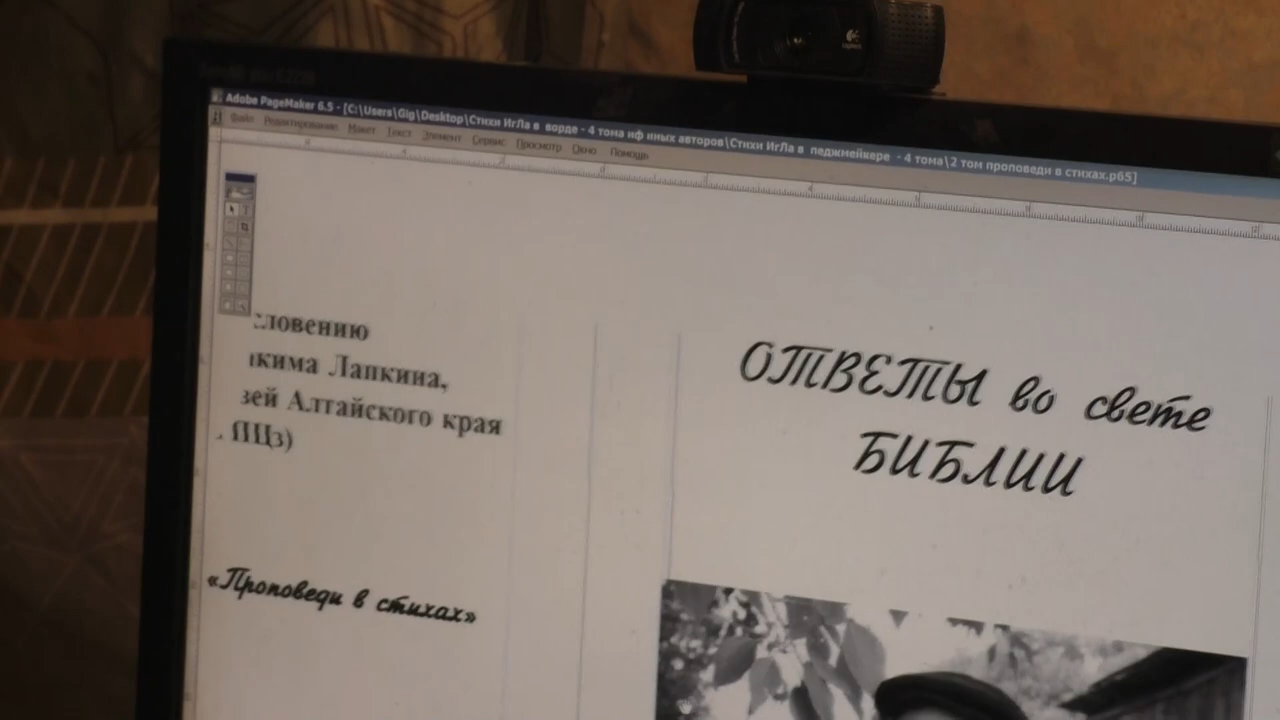 Adobe PageMaker 6.5 - [C:\Users\Gig\Desktop\Стихи ИгЛа в ворде - 4 тома иф иных авторов\Стихи ИгЛа в педжмейкере - 4 тома\2 том проповеди в стихах.p65]
Файл Редактирование Макет Текст Элемент Сервис Просмотр Окно Помощь
ловению
кима Лапкина,
зей Алтайского края
ПЦз)
«Проповеди в стихах»
ОТВЕТЫ во свете
БИБЛИИ